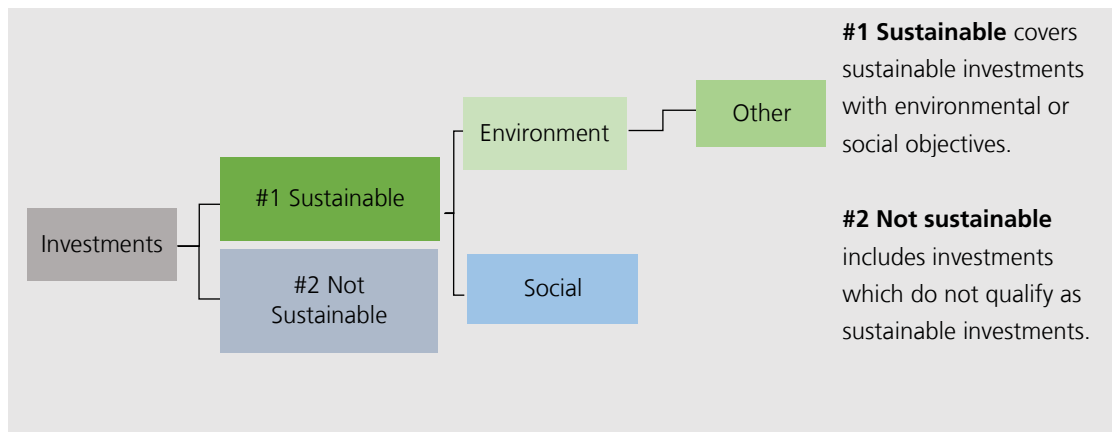 Investments
#1 Sustainable
#2 Not
Sustainable
Environment
Social
Other
#1 Sustainable covers
sustainable investments
with environmental or
social objectives.
#2 Not sustainable
includes investments
which do not qualify as
sustainable investments.